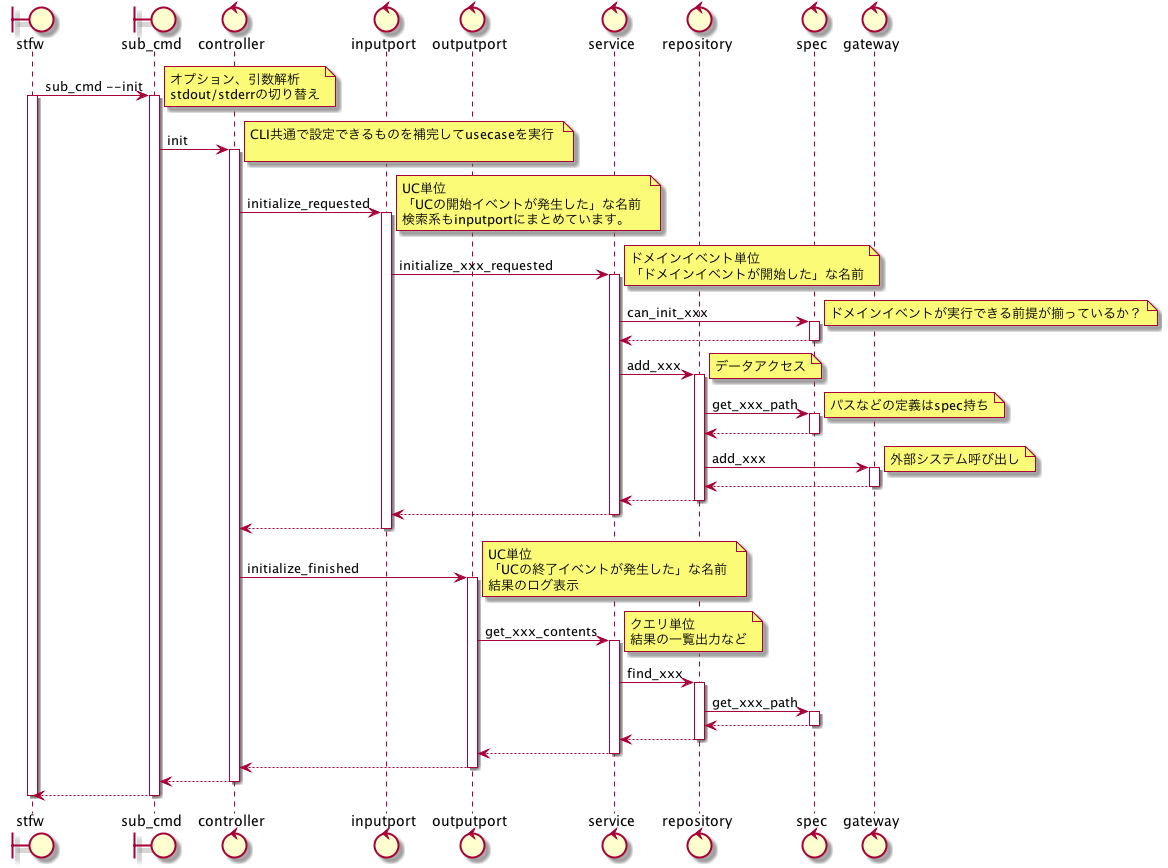 stfw
sub_cmd
controller
inputport
outputport
service
repository
spec
gateway
sub_cmd --init
オプション、引数解析
stdout/stderrの切り替え
init
CLI共通で設定できるものを補完してusecaseを実行
initialize_requested
UC単位
「UCの開始イベントが発生した」な名前
検索系もinputportにまとめています。
initialize_xxx_requested
ドメインイベント単位
「ドメインイベントが開始した」な名前
can_init_xxx
ドメインイベントが実行できる前提が揃っているか？
add_xxx
データアクセス
get_xxx_path
パスなどの定義はspec持ち
add_xxx
外部システム呼び出し
initialize_finished
UC単位
「UCの終了イベントが発生した」な名前
結果のログ表示
get_xxx_contents
クエリ単位
結果の一覧出力など
find_xxx
get_xxx_path
stfw
sub_cmd
controller
inputport
outputport
service
repository
spec
gateway